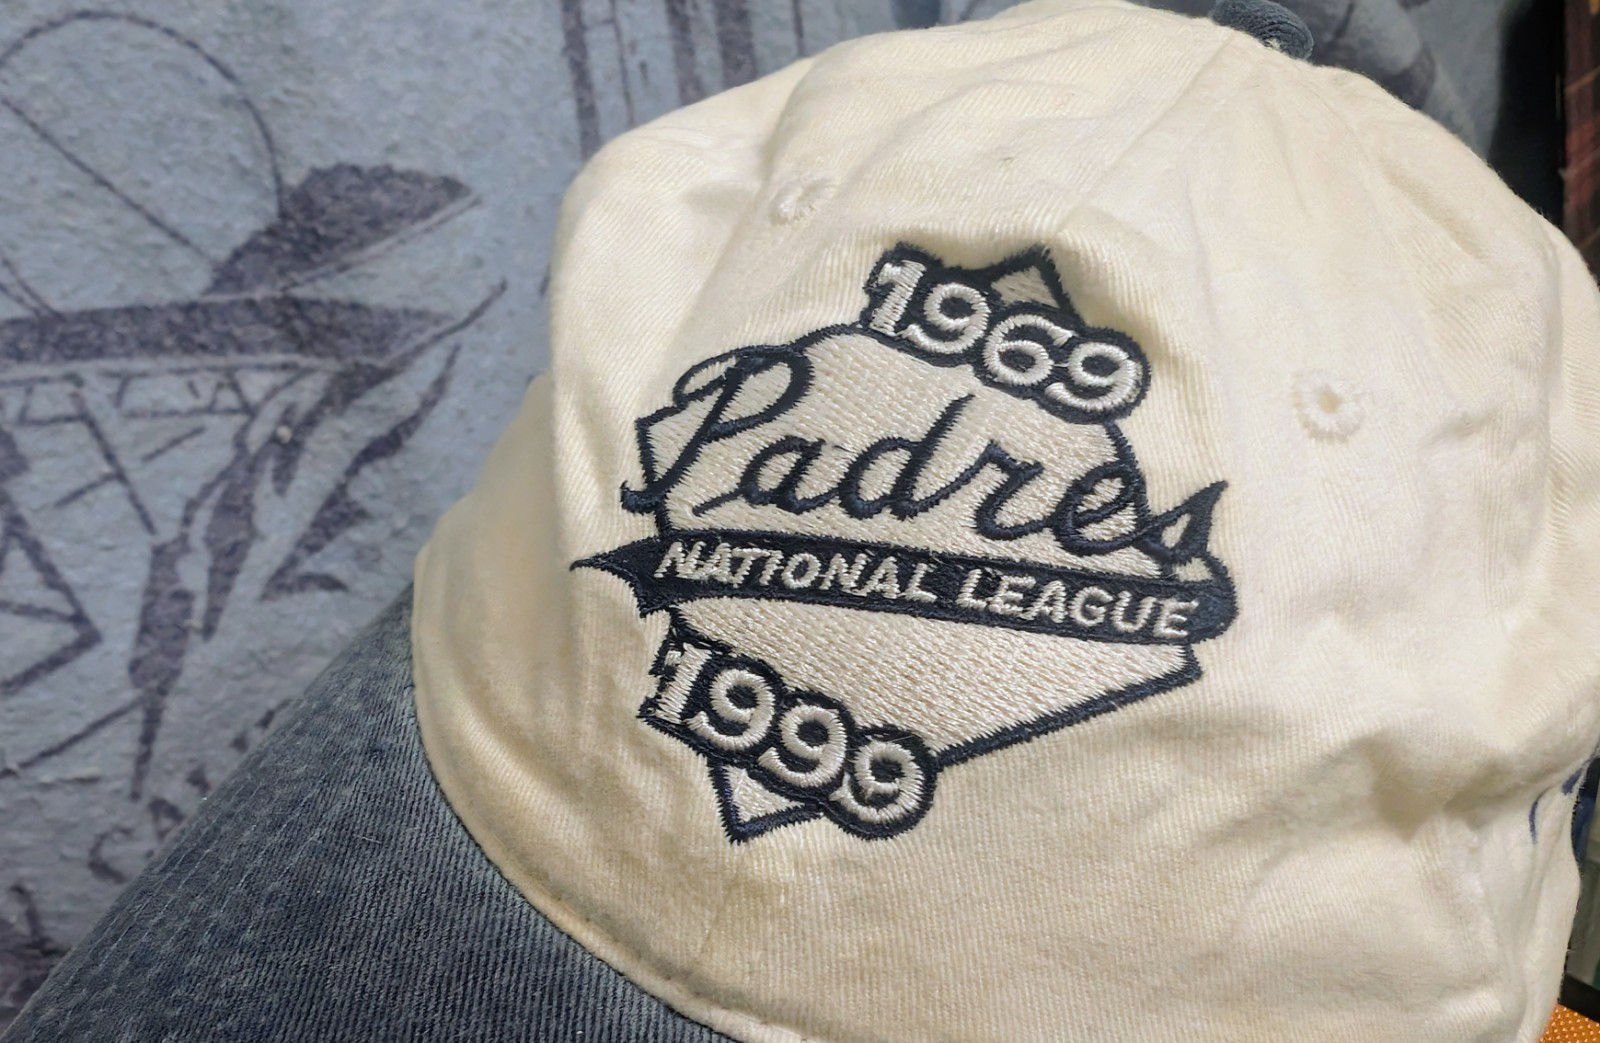 1969
Padres
NATIONAL LEAGUE
1999